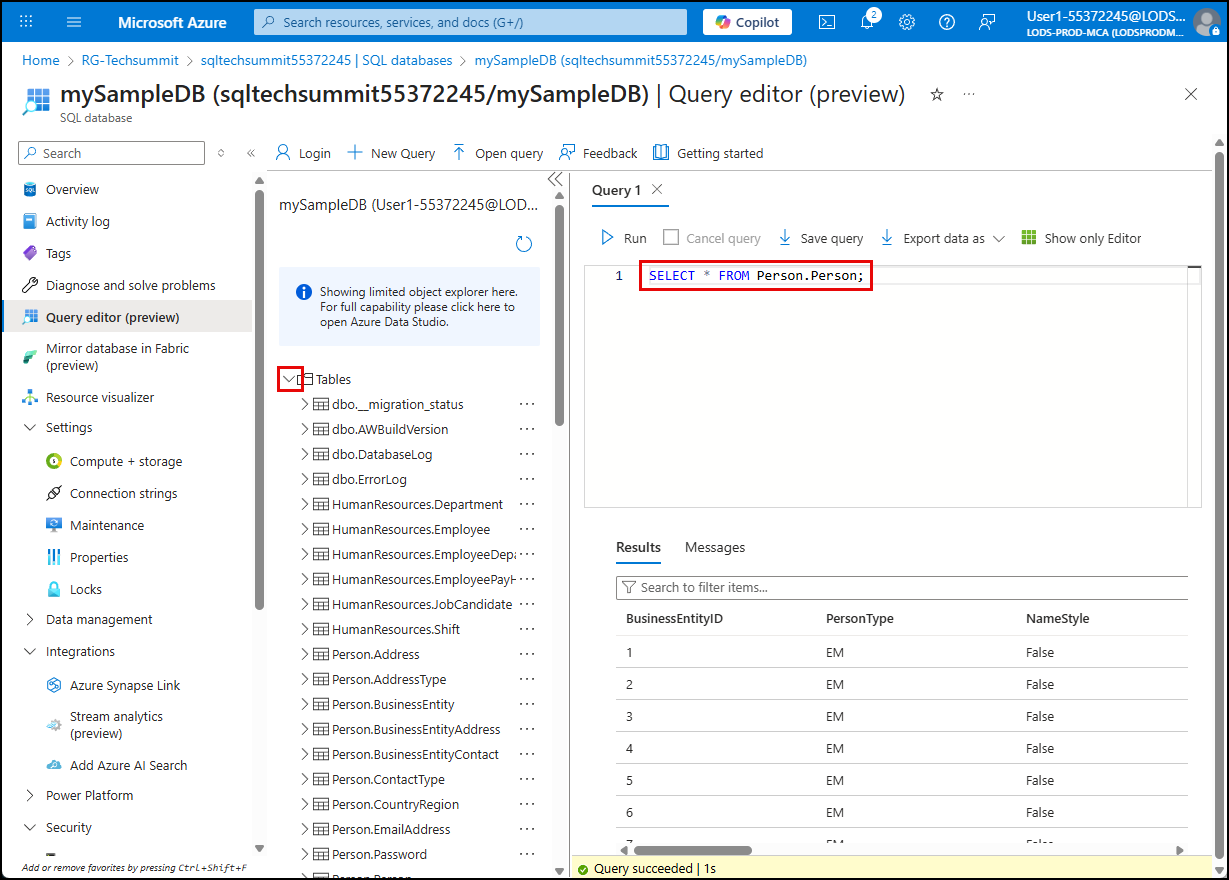 Microsoft Azure
Search resources, services, and docs (G+/)
Copilot
2
User1-55372245@LODS...
LODS-PROD-MCA (LODSPRODM...
Home > RG-Techsummit > sqltechsummit55372245 | SQL databases > mySampleDB (sqltechsummit55372245/mySampleDB)
mySampleDB (sqltechsummit55372245/mySampleDB) | Query editor (preview)
SQL database
Search
Login
New Query
Open query
Feedback
Getting started
Overview
Activity log
Tags
Diagnose and solve problems
Query editor (preview)
Mirror database in Fabric
(preview)
Resource visualizer
Settings
Compute + storage
Connection strings
Maintenance
Properties
Locks
Data management
Integrations
Azure Synapse Link
Stream analytics
(preview)
Add Azure AI Search
Power Platform
Security
Add or remove favorites by pressing Ctrl+Shift+F
mySampleDB (User1-55372245@LOD...
Showing limited object explorer here.
For full capability please click here to
open Azure Data Studio.
Tables
dbo.__migration_status
dbo.AWBuildVersion
dbo.DatabaseLog
dbo.ErrorLog
HumanResources.Department
HumanResources.Employee
HumanResources.EmployeeDepa
HumanResources.EmployeePayH
HumanResources.JobCandidate
HumanResources.Shift
Person.Address
Person.AddressType
Person.BusinessEntity
Person.BusinessEntityAddress
Person.BusinessEntityContact
Person.ContactType
Person.CountryRegion
Person.EmailAddress
Person.Password
Person.Person
Query 1
Run
Cancel query
Save query
Export data as
Show only Editor
1 SELECT * FROM Person.Person;
Results
Messages
Search to filter items...
BusinessEntityID PersonType NameStyle
1 EM False
2 EM False
3 EM False
4 EM False
5 EM False
6 EM False
7 EM False
Query succeeded | 1s